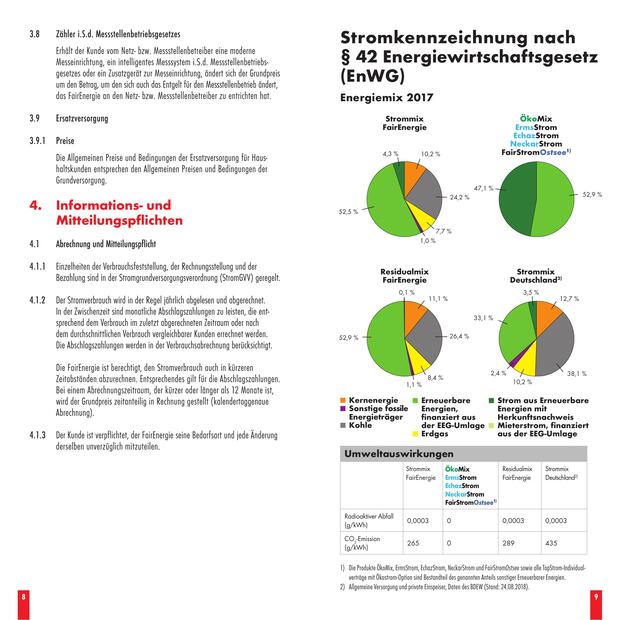 3.8 Zähler i.S.d. Messstellenbetriebsgesetzes
Erhält der Kunde vom Netz- bzw. Messstellenbetreiber eine moderne
Messeinrichtung, ein intelligentes Messsystem i.S.d. Messstellenbetriebs-
gesetzes oder ein Zusatzgerät zur Messeinrichtung, ändert sich der Grundpreis
um den Betrag, um den sich auch das Entgelt für den Messstellenbetrieb ändert,
das FairEnergie an den Netz- bzw. Messstellenbetreiber zu entrichten hat.
3.9 Ersatzversorgung
3.9.1 Preise
Die Allgemeinen Preise und Bedingungen der Ersatzversorgung für Haus-
haltskunden entsprechen den Allgemeinen Preisen und Bedingungen der
Grundversorgung.
4. Informations- und
Mitteilungspflichten
4.1 Abrechnung und Mitteilungspflicht
4.1.1 Einzelheiten der Verbrauchsfeststellung, der Rechnungsstellung und der
Bezahlung sind in der Stromgrundversorgungsverordnung (StromGVV) geregelt.
4.1.2 Der Stromverbrauch wird in der Regel jährlich abgelesen und abgerechnet.
In der Zwischenzeit sind monatliche Abschlagszahlungen zu leisten, die ent-
sprechend dem Verbrauch im zuletzt abgerechneten Zeitraum oder nach
dem durchschnittlichen Verbrauch vergleichbarer Kunden errechnet werden.
Die Abschlagszahlungen werden in der Verbrauchsabrechnung berücksichtigt.
Die FairEnergie ist berechtigt, den Stromverbrauch auch in kürzeren
Zeitabständen abzurechnen. Entsprechendes gilt für die Abschlagszahlungen.
Bei einem Abrechnungszeitraum, der kürzer oder länger als 12 Monate ist,
wird der Grundpreis zeitanteilig in Rechnung gestellt (kalendertaggenaue
Abrechnung).
4.1.3 Der Kunde ist verpflichtet, der FairEnergie seine Bedarfsart und jede Änderung
derselben unverzüglich mitzuteilen.
8
Stromkennzeichnung nach
§ 42 Energiewirtschaftsgesetz
(EnWG)
Energiemix 2017
Strommix
FairEnergie
4,3 %
10,2 %
24,2 %
52,5 %
7,7 %
1,0 %
ÖkoMix
ErmsStrom
EchazStrom
NeckarStrom
FairStromOstsee1)
47,1 %
52,9 %
Residualmix
FairEnergie
0,1 %
11,1 %
52,9 %
26,4 %
8,4 %
1,1 %
Strommix
Deutschland2)
3,5 %
12,7 %
33,1 %
38,1 %
2,4 %
10,2 %
Kernenergie
Sonstige fossile
Energieträger
Kohle
Erneuerbare
Energien,
finanziert aus
der EEG-Umlage
Erdgas
Strom aus Erneuerbare
Energien mit
Herkunftsnachweis
Mieterstrom, finanziert
aus der EEG-Umlage
Umweltauswirkungen
Strommix
FairEnergie
ÖkoMix
ErmsStrom
EchazStrom
NeckarStrom
FairStromOstsee1)
Residualmix
FairEnergie
Strommix
Deutschland2)
Radioaktiver Abfall
(g/kWh)
0,0003 0 0,0003 0,0003
CO2-Emission
(g/kWh)
265 0 289 435
1) Die Produkte ÖkoMix, ErmsStrom, EchazStrom, NeckarStrom und FairStromOstsee sowie alle TopStrom-Individual-
verträge mit Ökostrom-Option sind Bestandteil des genannten Anteils sonstiger Erneuerbarer Energien.
2) Allgemeine Versorgung und private Einspeiser, Daten des BDEW (Stand: 24.08.2018).
9